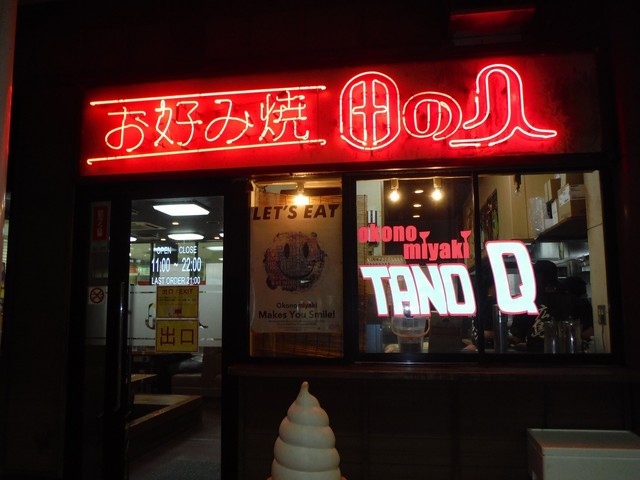 お好み焼 田の久
LET'S EAT
Okonomiyaki
Makes You Smile!
OPEN CLOSE
11:00 ~ 22:00
LAST ORDER 21:00
出口
okono
miyaki
TANO Q